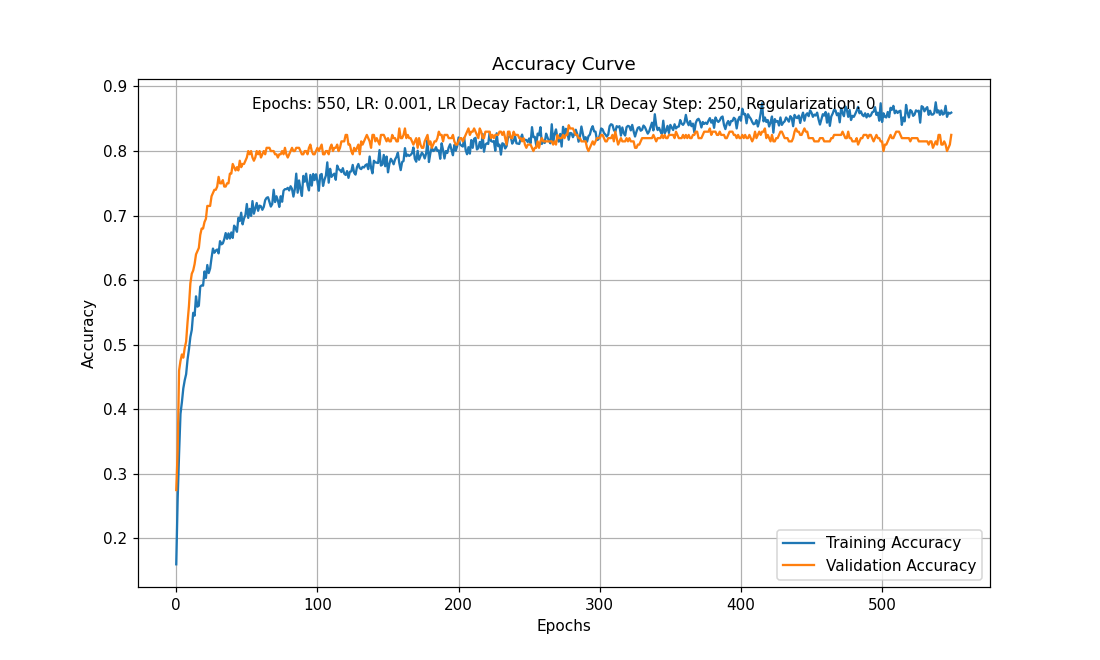 Accuracy Curve
Epochs: 550, LR: 0.001, LR Decay Factor:1, LR Decay Step: 250, Regularization: 0
0.9
0.8
0.7
0.6
0.5
0.4
0.3
0.2
Accuracy
Training Accuracy
Validation Accuracy
0 100 200 300 400 500
Epochs